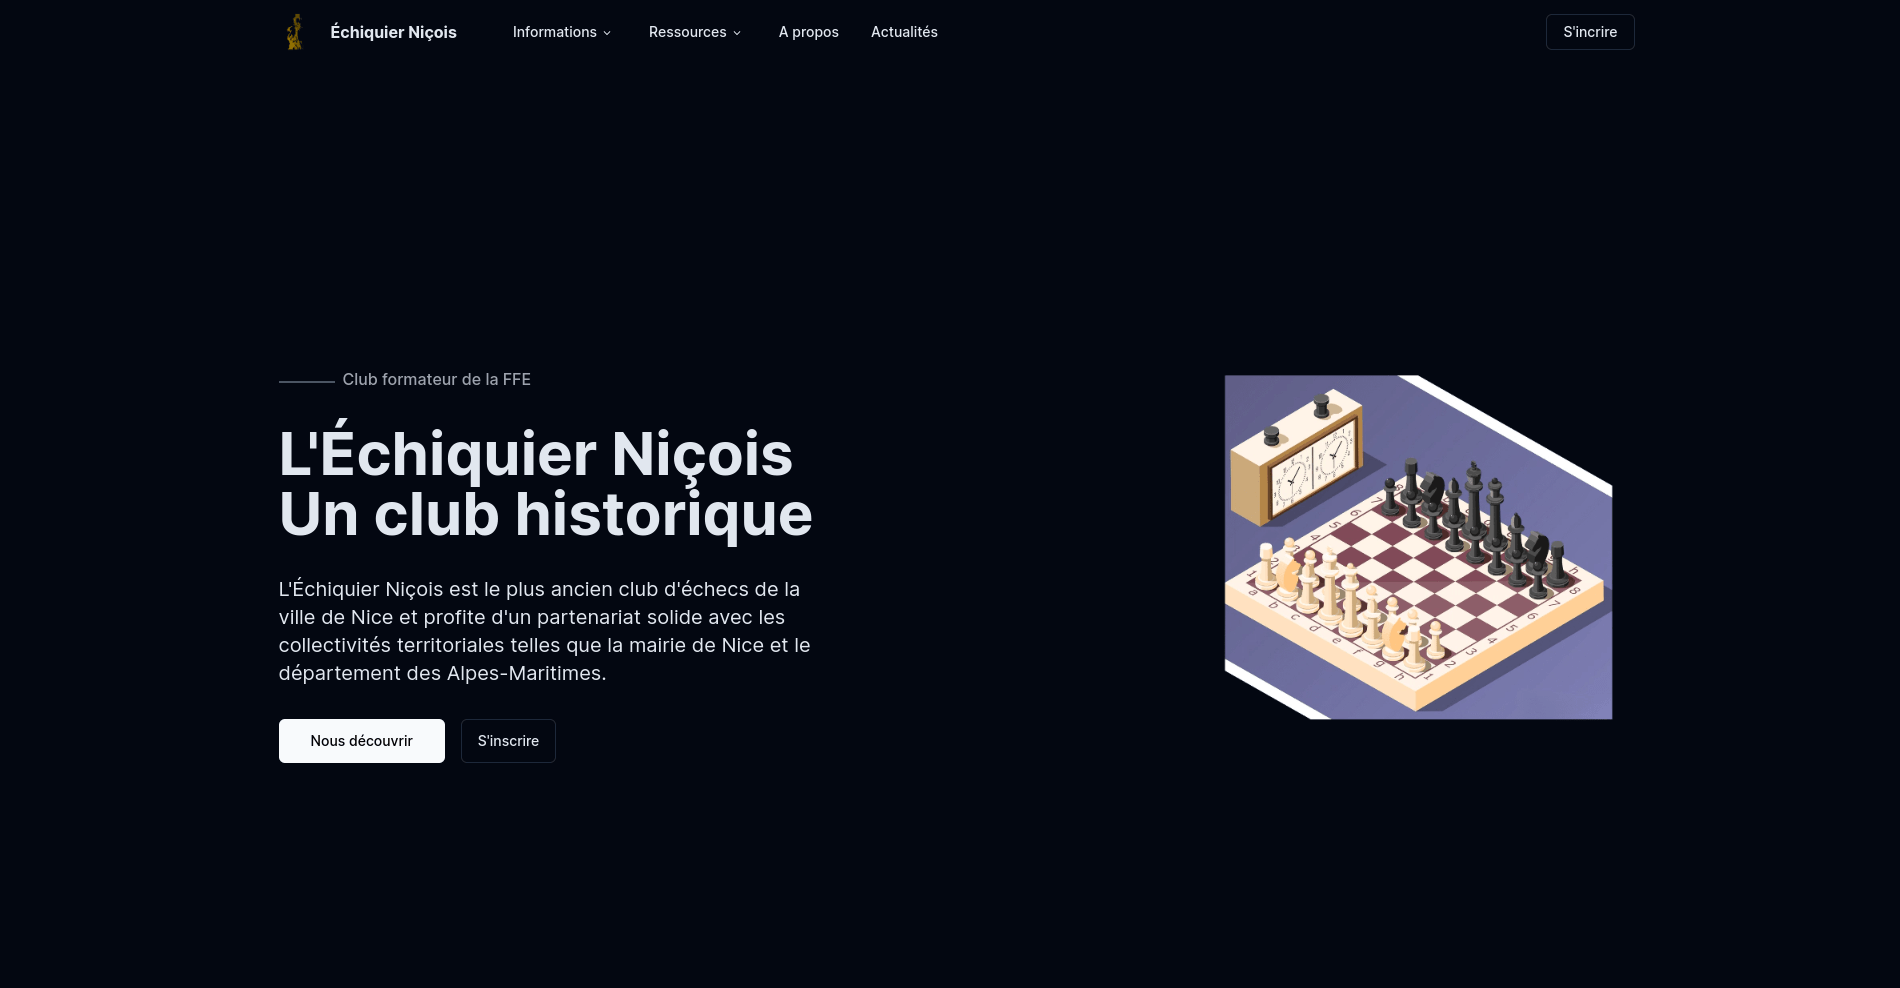 Échiquier Niçois
Informations
Ressources
A propos
Actualités
S'incrire
Club formateur de la FFE
L'Échiquier Niçois
Un club historique
L'Échiquier Niçois est le plus ancien club d'échecs de la
ville de Nice et profite d'un partenariat solide avec les
collectivités territoriales telles que la mairie de Nice et le
département des Alpes-Maritimes.
Nous découvrir
S'inscrire